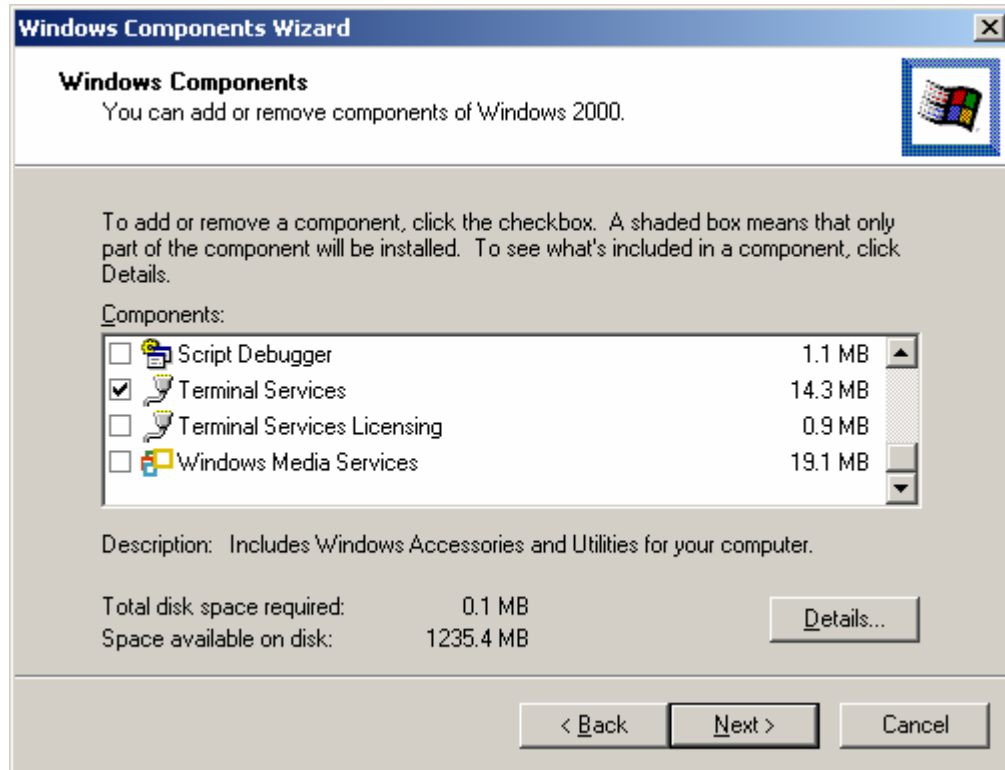 Windows Components Wizard
Windows Components
You can add or remove components of Windows 2000.
To add or remove a component, click the checkbox. A shaded box means that only
part of the component will be installed. To see what's included in a component, click
Details.
Components:
Script Debugger 1.1 MB
Terminal Services 14.3 MB
Terminal Services Licensing 0.9 MB
Windows Media Services 19.1 MB
Description: Includes Windows Accessories and Utilities for your computer.
Total disk space required: 0.1 MB
Space available on disk: 1235.4 MB
Details...
< Back Next > Cancel